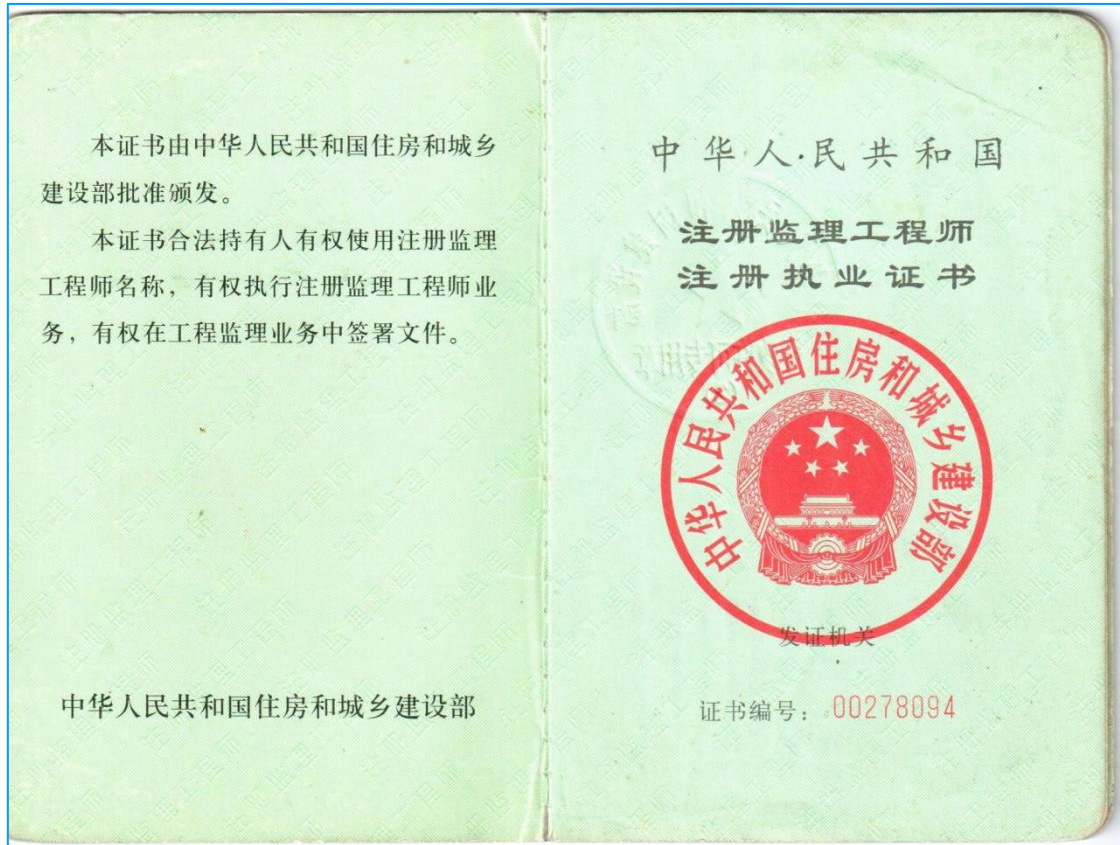 本证书由中华人民共和国住房和城乡
建设部批准颁发。
本证书合法持有人有权使用注册监理
工程师名称，有权执行注册监理工程师业
务，有权在工程监理业务中签署文件。
中华人民共和国住房和城乡建设部
中华人民共和国
注册监理工程师
注册执业证书
中华人民共和国住房和城乡建设部
发证机关
证书编号：00278094